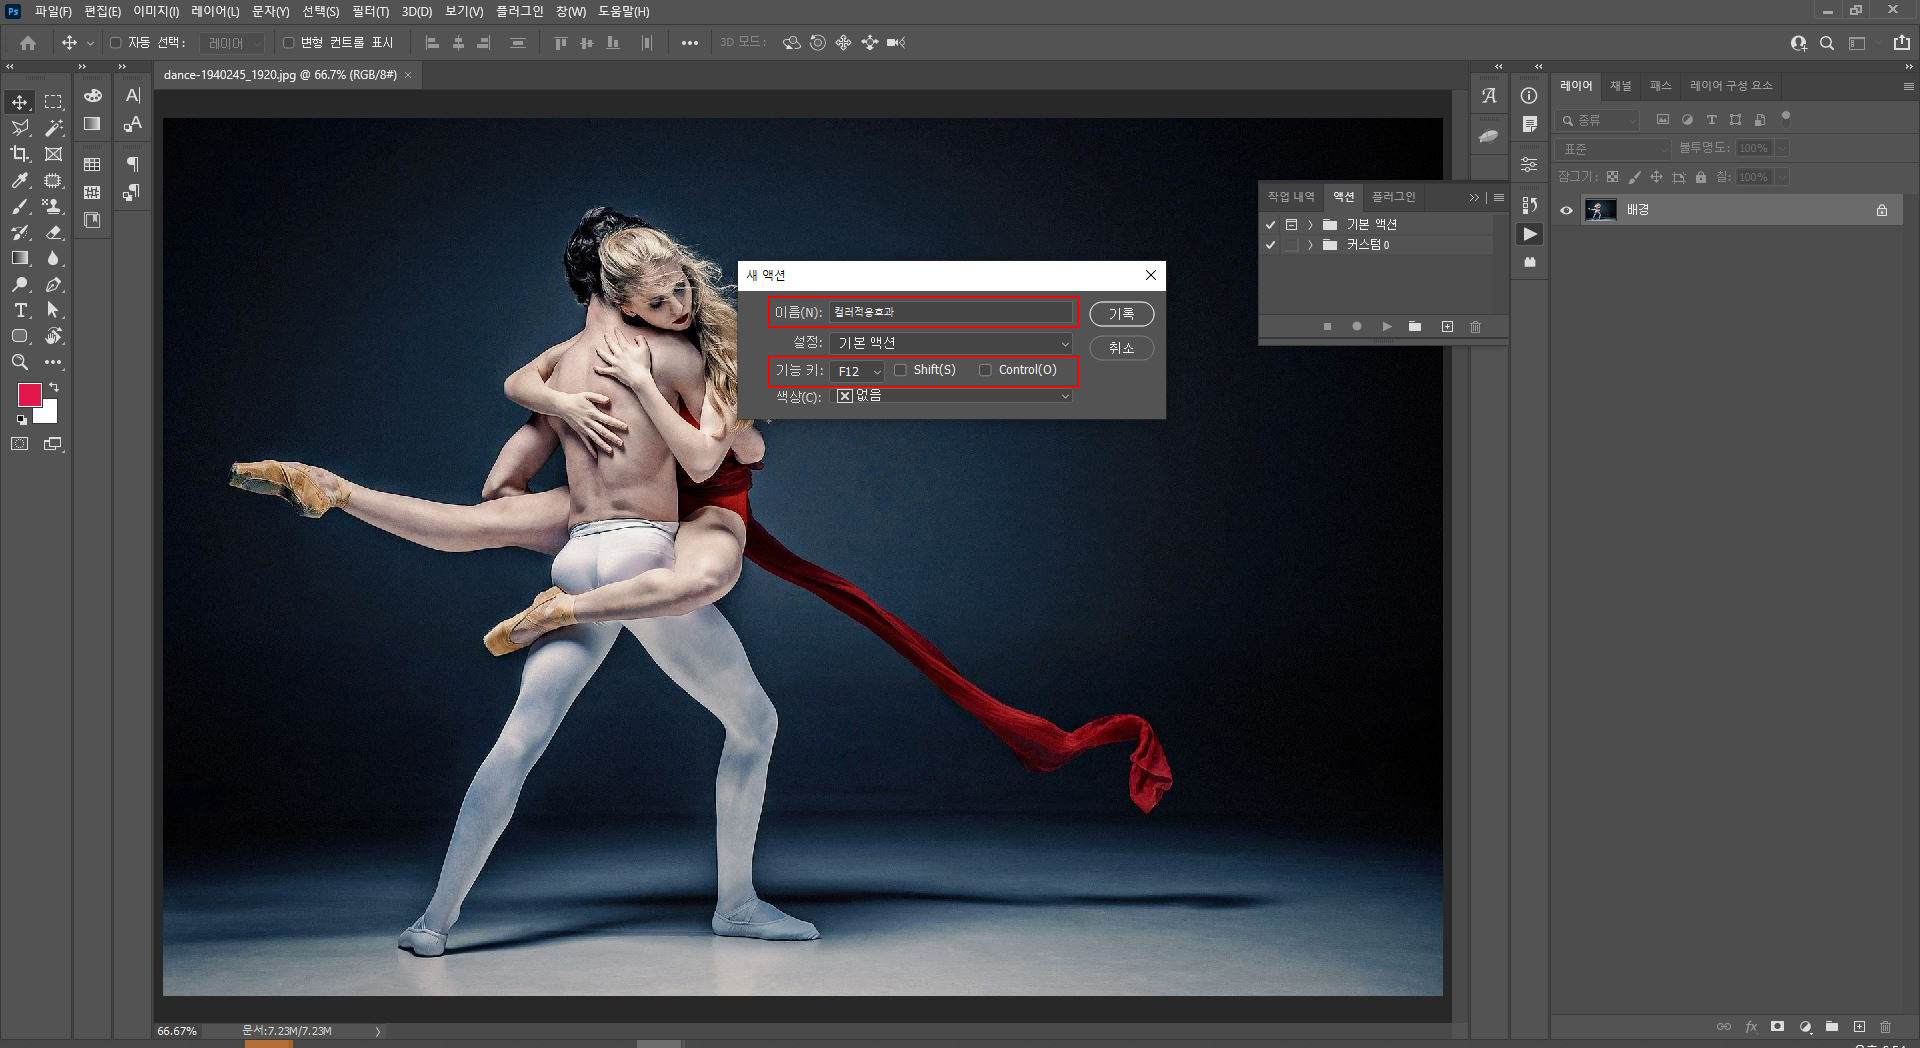 Ps 파일(F) 편집(E) 이미지(I) 레이어(L) 문자(Y) 선택(S) 필터(T) 3D(D) 보기(V) 플러그인 창(W) 도움말(H)
자동 선택: 레이어 변형 컨트롤 표시 3D 모드:
dance-1940245_1920.jpg @ 66.7% (RGB/8#)
레이어 채널 패스 레이어 구성 요소
종류
표준 불투명도: 100%
잠그기: 칠: 100%
배경
작업 내역 액션 플러그인
기본 액션
커스텀0
새 액션
이름(N): 컬러적용효과
기록
설정: 기본 액션
취소
기능 키: F12 Shift(S) Control(O)
색상(C): 없음
66.67% 문서:7.23M/7.23M